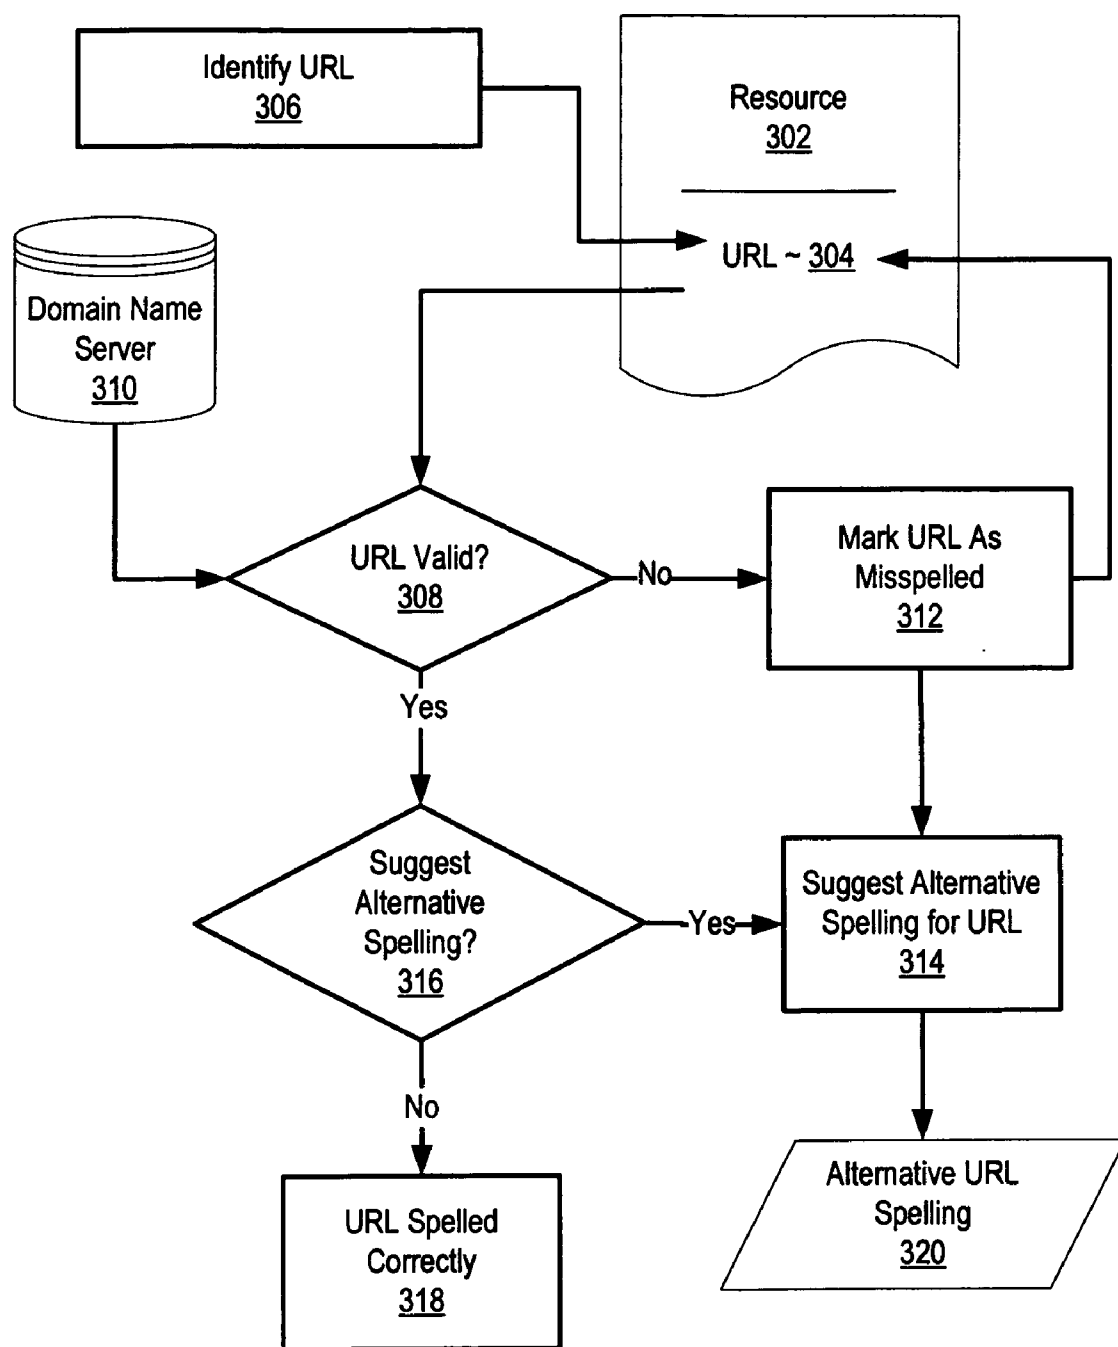 Identify URL
306
Resource
302
URL ~ 304
Domain Name
Server
310
URL Valid?
308
No
Mark URL As
Misspelled
312
Yes
Suggest
Alternative
Spelling?
316
Yes
Suggest Alternative
Spelling for URL
314
No
URL Spelled
Correctly
318
Alternative URL
Spelling
320